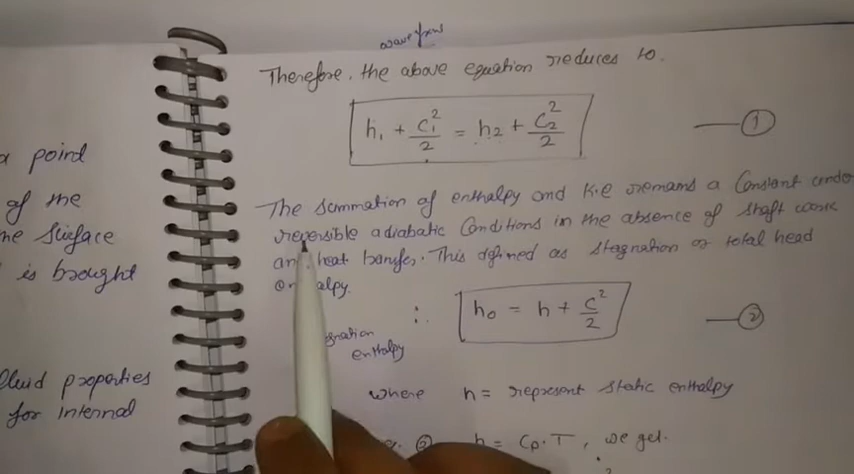 Therefore, the above equation reduces to.
h₁ + C₁²/2 = h₂ + C₂²/2 — ①
The summation of enthalpy and K.e remains a Constant under
reversible adiabatic Conditions in the absence of shaft work
heat transfer. This defined as stagnation or total head
∴ h₀ = h + C²/2 — ②
enthalpy
where h = represent static enthalpy
② h = Cp.T, we get.
a point
of the
surface
is brought
fluid properties
for internal